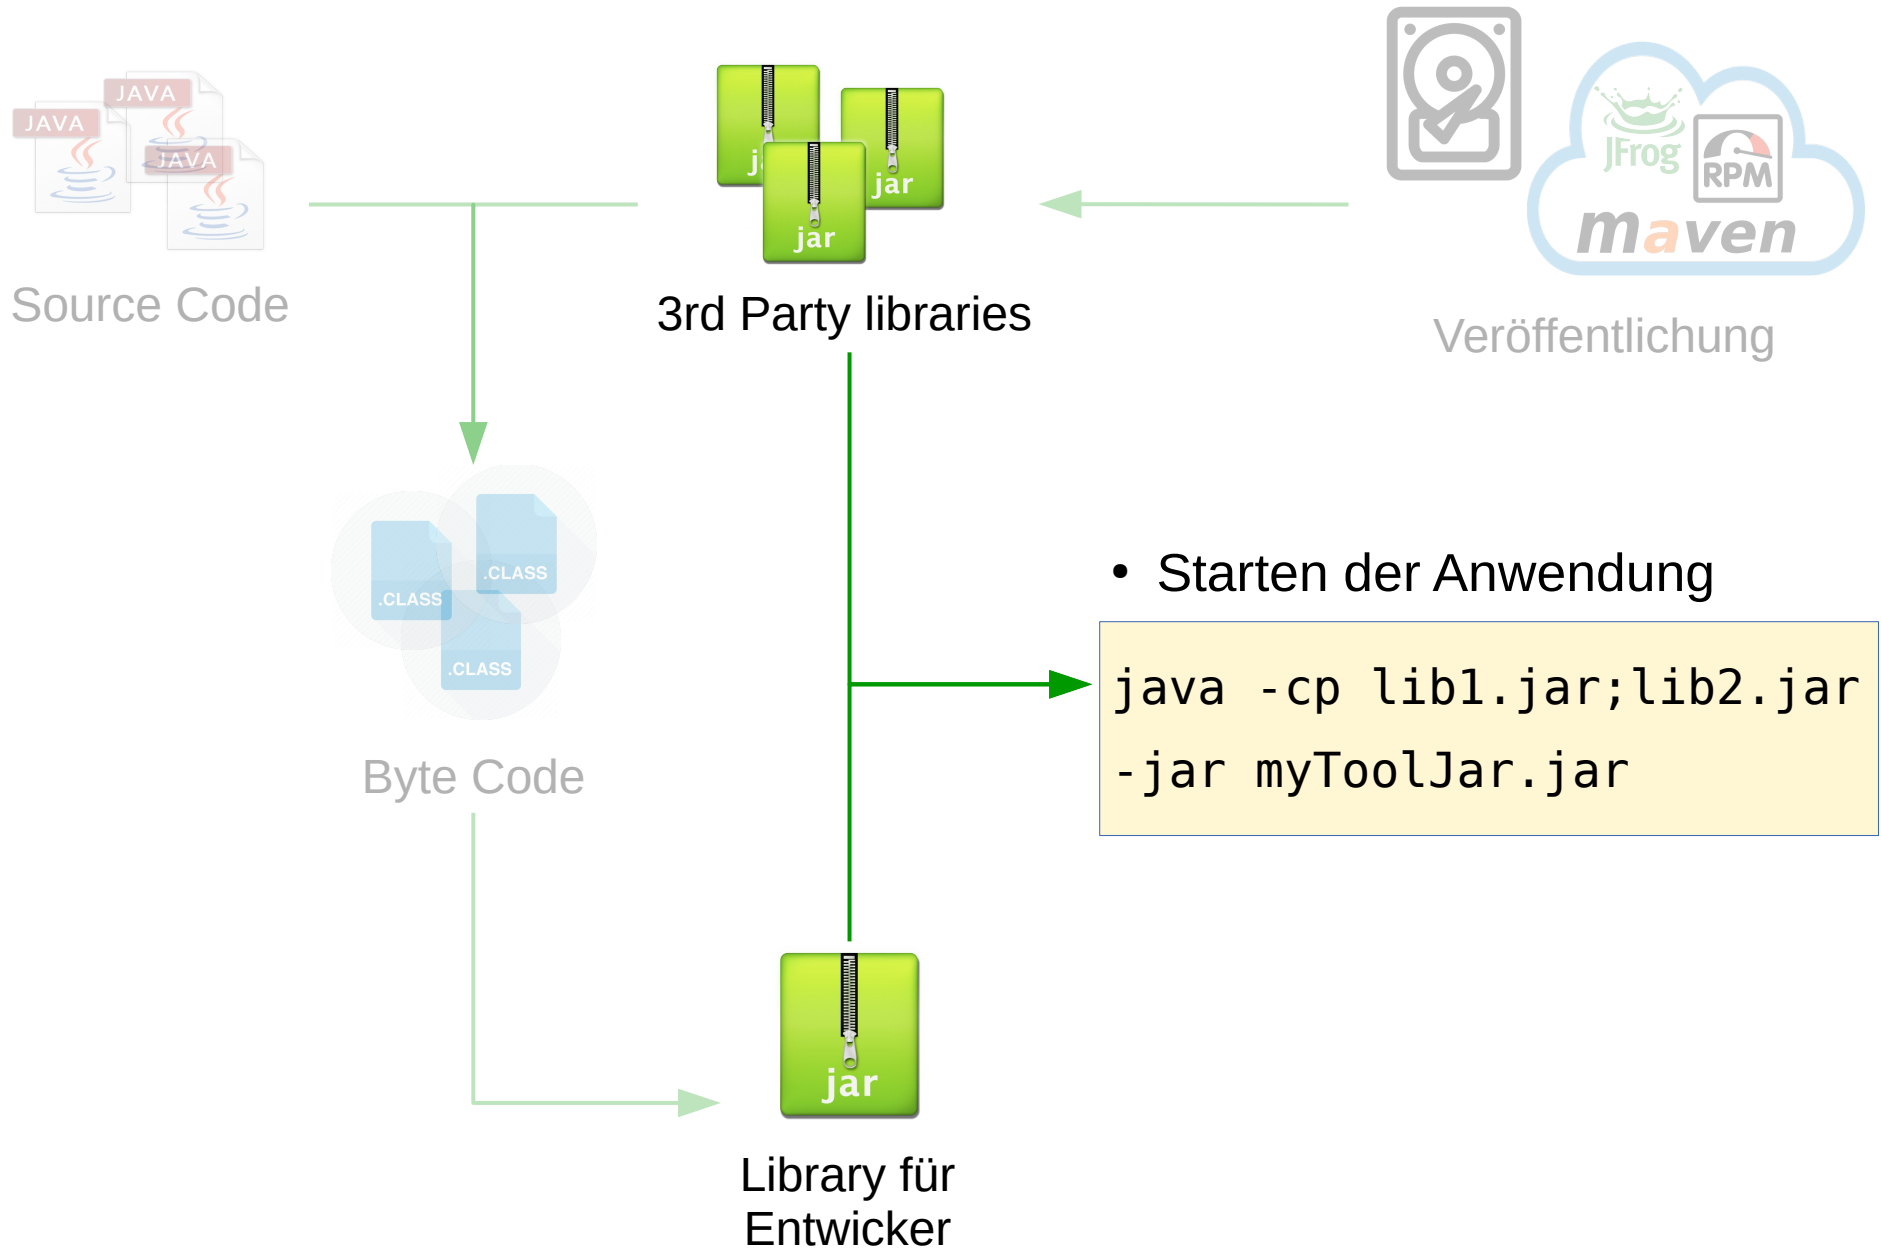 JAVA
JAVA
JAVA
Source Code
jar
jar
3rd Party libraries
JFrog
RPM
maven
Veröffentlichung
.CLASS
.CLASS
.CLASS
Byte Code
• Starten der Anwendung
java -cp lib1.jar;lib2.jar
-jar myToolJar.jar
jar
Library für
Entwicker